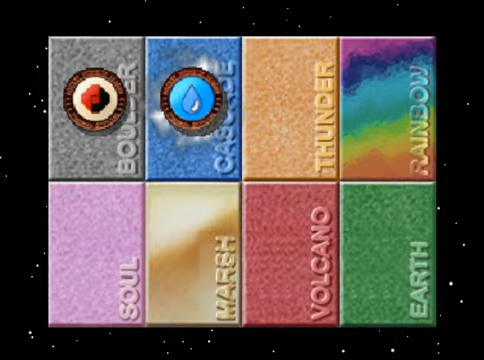 BOULDER
CASCADE
THUNDER
RAINBOW
SOUL
MARSH
VOLCANO
EARTH